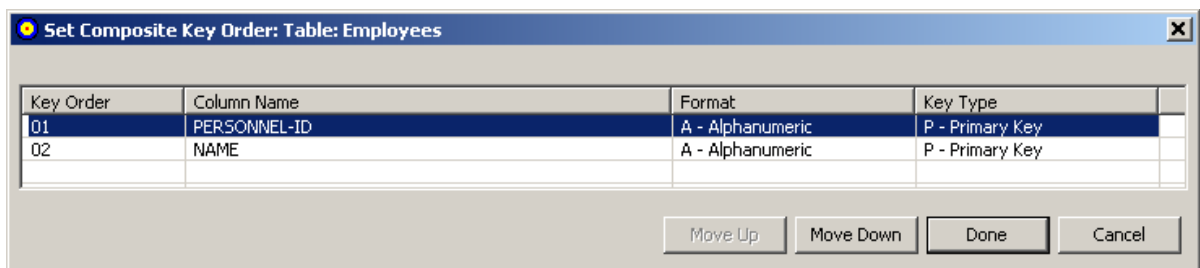 Set Composite Key Order: Table: Employees
Key Order Column Name Format Key Type
01 PERSONNEL-ID A - Alphanumeric P - Primary Key
02 NAME A - Alphanumeric P - Primary Key
Move Up Move Down Done Cancel